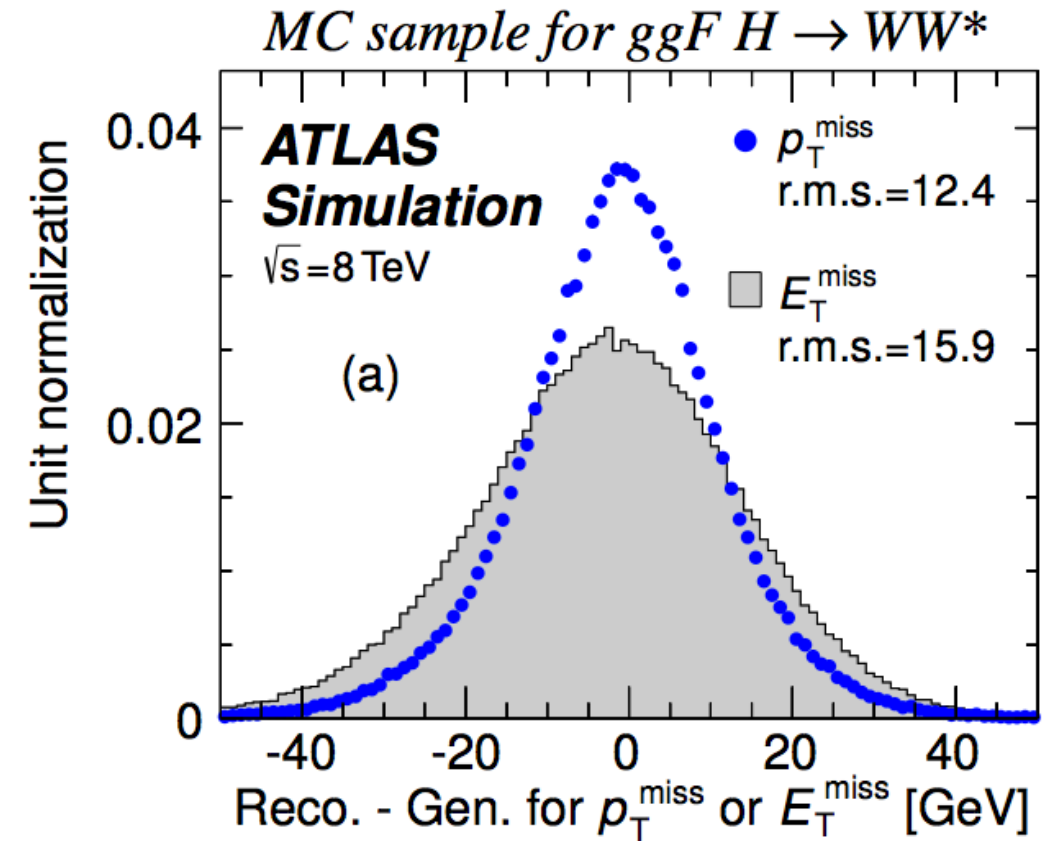 MC sample for ggF H → WW*
ATLAS
Simulation
√s=8 TeV
(a)
p_T^miss
r.m.s.=12.4
E_T^miss
r.m.s.=15.9
Unit normalization
0.04
0.02
0
-40 -20 0 20 40
Reco. - Gen. for p_T^miss or E_T^miss [GeV]